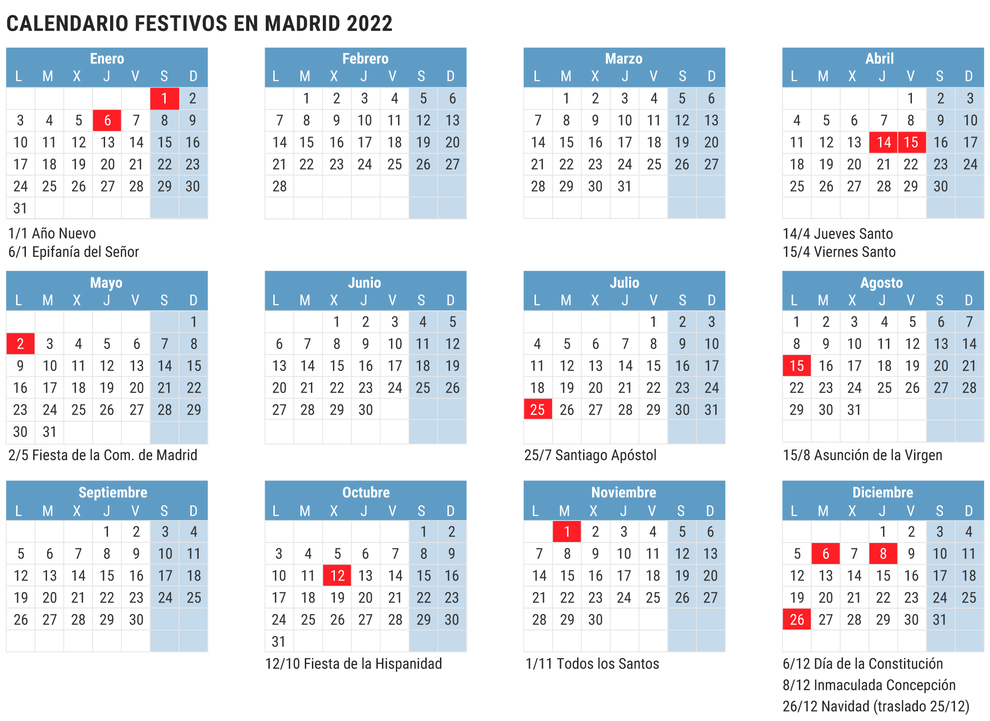 CALENDARIO FESTIVOS EN MADRID 2022
Enero
L M X J V S D
1 2
3 4 5 6 7 8 9
10 11 12 13 14 15 16
17 18 19 20 21 22 23
24 25 26 27 28 29 30
31
1/1 Año Nuevo
6/1 Epifanía del Señor
Febrero
L M X J V S D
1 2 3 4 5 6
7 8 9 10 11 12 13
14 15 16 17 18 19 20
21 22 23 24 25 26 27
28
Marzo
L M X J V S D
1 2 3 4 5 6
7 8 9 10 11 12 13
14 15 16 17 18 19 20
21 22 23 24 25 26 27
28 29 30 31
Abril
L M X J V S D
1 2 3
4 5 6 7 8 9 10
11 12 13 14 15 16 17
18 19 20 21 22 23 24
25 26 27 28 29 30
14/4 Jueves Santo
15/4 Viernes Santo
Mayo
L M X J V S D
1
2 3 4 5 6 7 8
9 10 11 12 13 14 15
16 17 18 19 20 21 22
23 24 25 26 27 28 29
30 31
2/5 Fiesta de la Com. de Madrid
Junio
L M X J V S D
1 2 3 4 5
6 7 8 9 10 11 12
13 14 15 16 17 18 19
20 21 22 23 24 25 26
27 28 29 30
Julio
L M X J V S D
1 2 3
4 5 6 7 8 9 10
11 12 13 14 15 16 17
18 19 20 21 22 23 24
25 26 27 28 29 30 31
25/7 Santiago Apóstol
Agosto
L M X J V S D
1 2 3 4 5 6 7
8 9 10 11 12 13 14
15 16 17 18 19 20 21
22 23 24 25 26 27 28
29 30 31
15/8 Asunción de la Virgen
Septiembre
L M X J V S D
1 2 3 4
5 6 7 8 9 10 11
12 13 14 15 16 17 18
19 20 21 22 23 24 25
26 27 28 29 30
Octubre
L M X J V S D
1 2
3 4 5 6 7 8 9
10 11 12 13 14 15 16
17 18 19 20 21 22 23
24 25 26 27 28 29 30
31
12/10 Fiesta de la Hispanidad
Noviembre
L M X J V S D
1 2 3 4 5 6
7 8 9 10 11 12 13
14 15 16 17 18 19 20
21 22 23 24 25 26 27
28 29 30
1/11 Todos los Santos
Diciembre
L M X J V S D
1 2 3 4
5 6 7 8 9 10 11
12 13 14 15 16 17 18
19 20 21 22 23 24 25
26 27 28 29 30 31
6/12 Día de la Constitución
8/12 Inmaculada Concepción
26/12 Navidad (traslado 25/12)